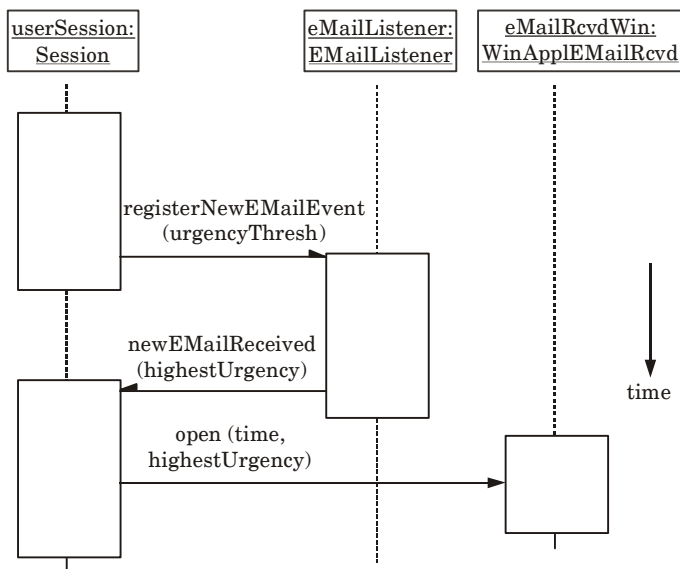 userSession:
Session
eMailListener:
EMailListener
eMailRcvdWin:
WinApplEMailRcvd
registerNewEMailEvent
(urgencyThresh)
newEMailReceived
(highestUrgency)
time
open (time,
highestUrgency)